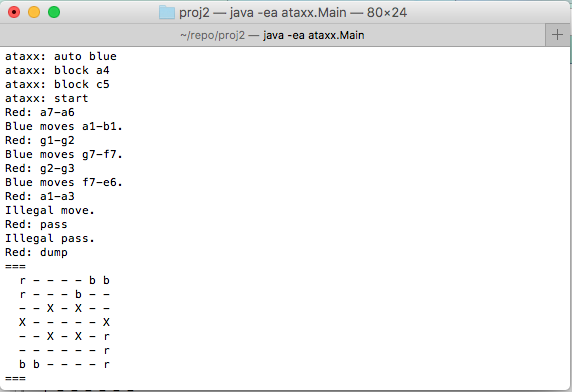 proj2 — java -ea ataxx.Main — 80×24
~/repo/proj2 — java -ea ataxx.Main
ataxx: auto blue
ataxx: block a4
ataxx: block c5
ataxx: start
Red: a7-a6
Blue moves a1-b1.
Red: g1-g2
Blue moves g7-f7.
Red: g2-g3
Blue moves f7-e6.
Red: a1-a3
Illegal move.
Red: pass
Illegal pass.
Red: dump
===
  r - - - - b b
  r - - - b - -
  - - X - X - -
  X - - - - - X
  - - X - X - r
  - - - - - - r
  b b - - - - r
===